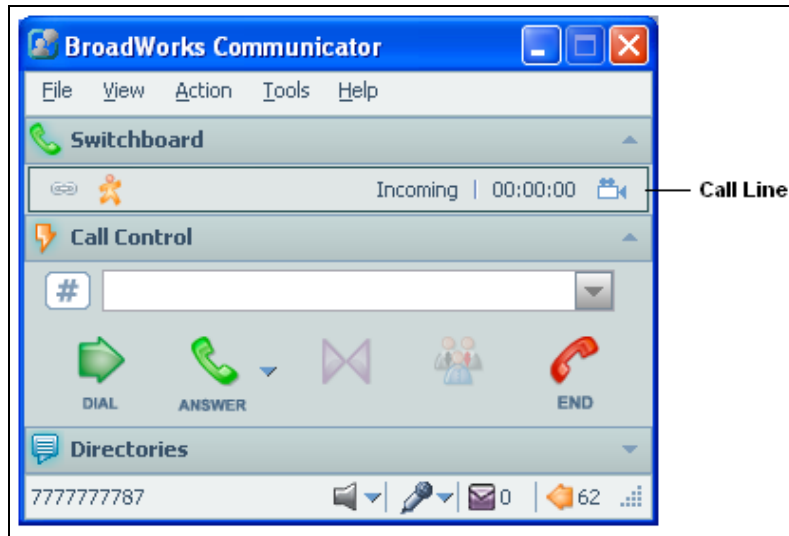 BroadWorks Communicator
File View Action Tools Help
Switchboard
Incoming | 00:00:00
Call Line
Call Control
#
DIAL ANSWER END
Directories
7777777787 0 62